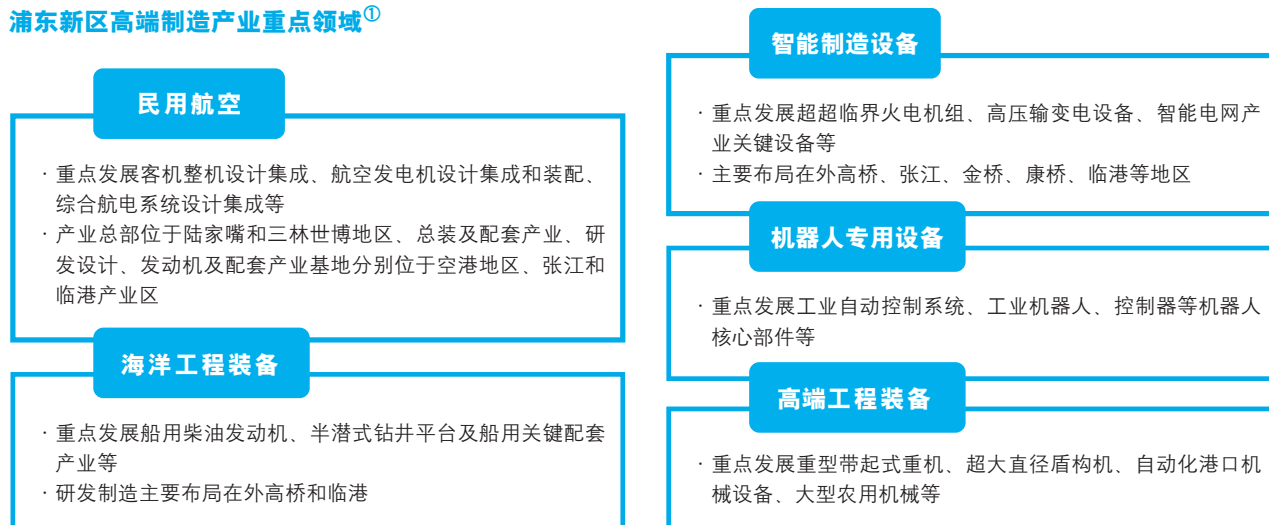 浦东新区高端制造产业重点领域①
民用航空
· 重点发展客机整机设计集成、航空发电机设计集成和装配、
综合航电系统设计集成等
· 产业总部位于陆家嘴和三林世博地区、总装及配套产业、研
发设计、发动机及配套产业基地分别位于空港地区、张江和
临港产业区
海洋工程装备
· 重点发展船用柴油发动机、半潜式钻井平台及船用关键配套
产业等
· 研发制造主要布局在外高桥和临港
智能制造设备
· 重点发展超超临界火电机组、高压输变电设备、智能电网产
业关键设备等
· 主要布局在外高桥、张江、金桥、康桥、临港等地区
机器人专用设备
· 重点发展工业自动控制系统、工业机器人、控制器等机器人
核心部件等
高端工程装备
· 重点发展重型带起式重机、超大直径盾构机、自动化港口机
械设备、大型农用机械等